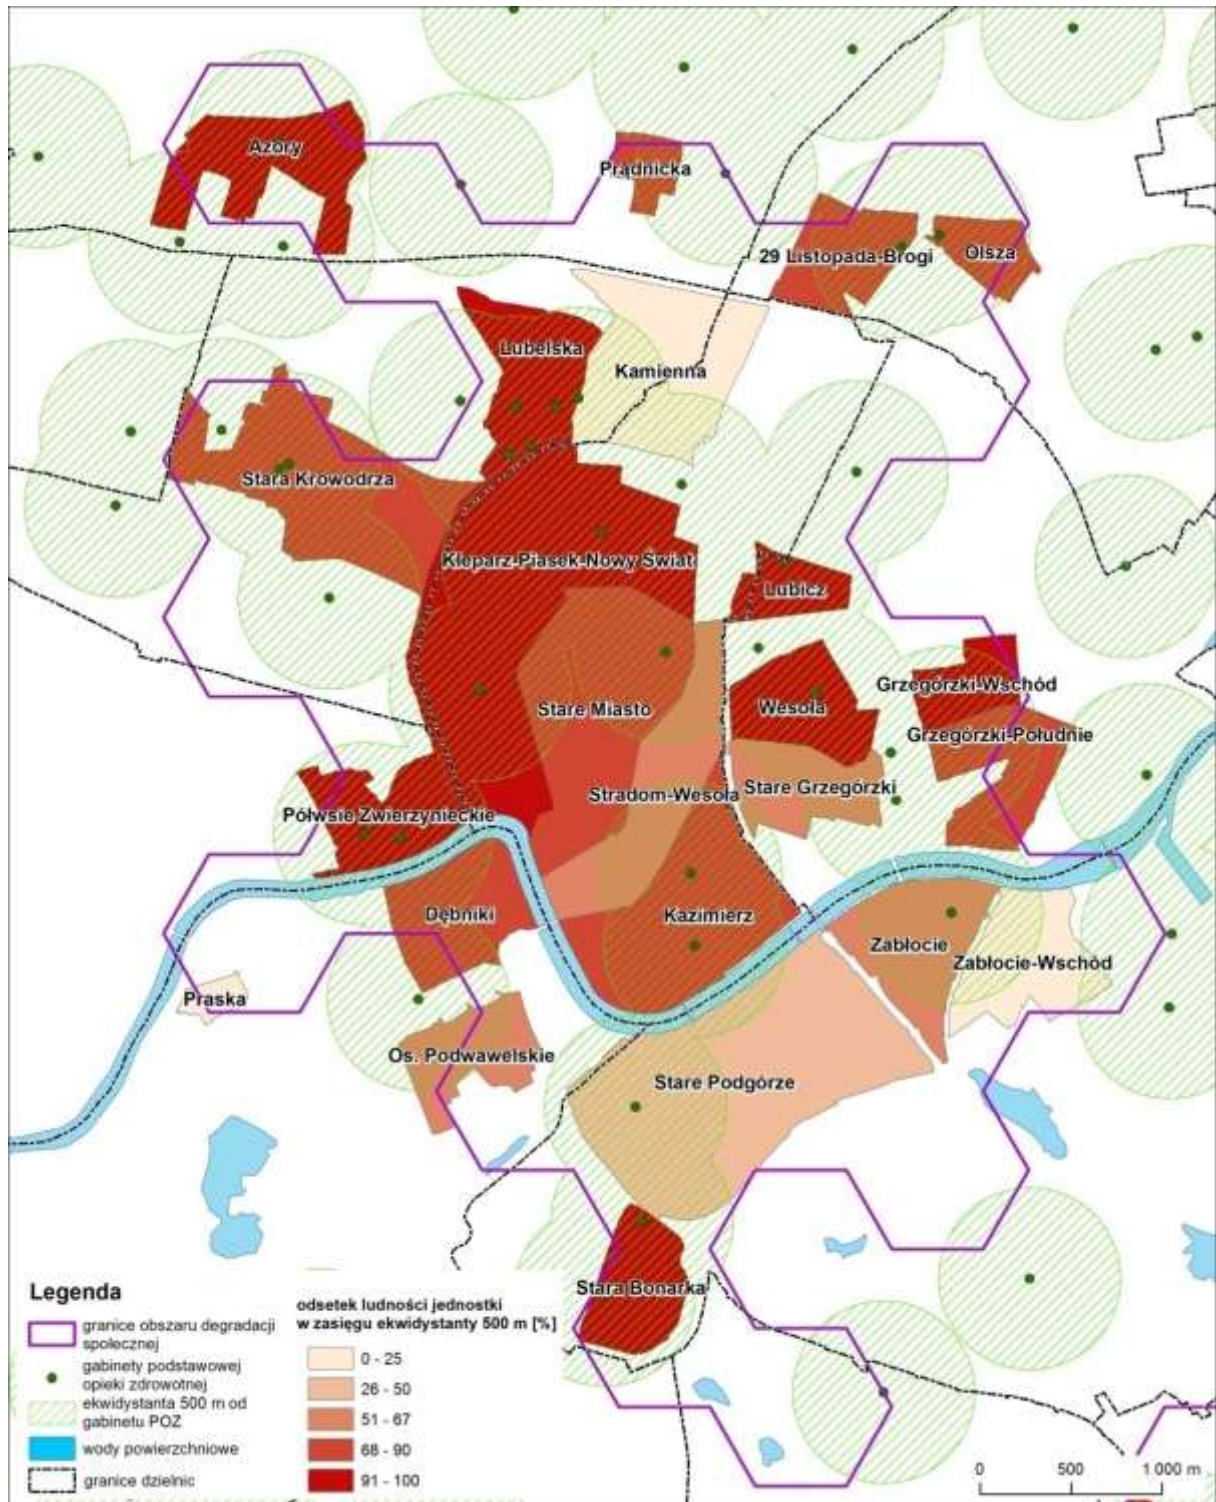 Azory
Prądnicka
29 Listopada-Brogi
Olsza
Lubelska
Kamienna
Stara Krowodrza
Kleparz-Piasek-Nowy Świat
Lubicz
Grzegórzki-Wschód
Stare Miasto
Wesoła
Grzegórzki-Południe
Stradom-Wesoła
Stare Grzegórzki
Półwsie Zwierzynieckie
Dębniki
Kazimierz
Zabłocie
Zabłocie-Wschód
Praska
Os. Podwawelskie
Stare Podgórze
Stara Bonarka
Legenda
granice obszaru degradacji
społecznej
gabinety podstawowej
opieki zdrowotnej
ekwidystanta 500 m od
gabinetu POZ
wody powierzchniowe
granice dzielnic
odsetek ludności jednostki
w zasięgu ekwidystanty 500 m [%]
0 - 25
26 - 50
51 - 67
68 - 90
91 - 100
0 500 1 000 m